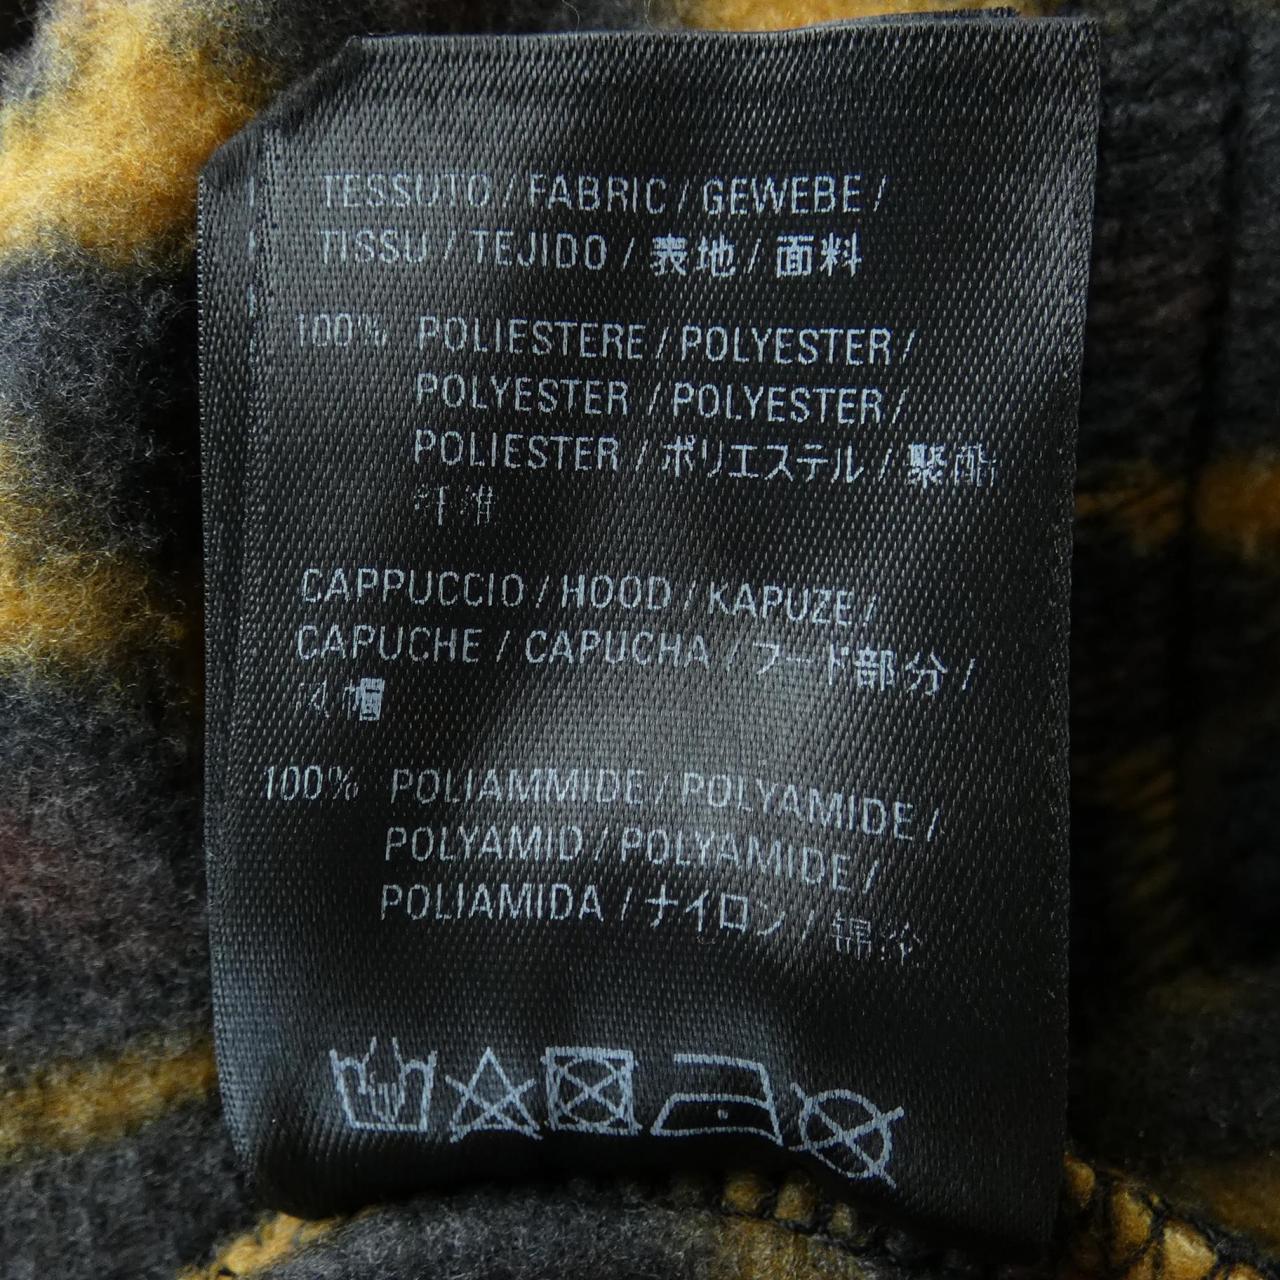 TESSUTO / FABRIC / GEWEBE /
TISSU / TEJIDO / 表地 / 面料
100% POLIESTERE / POLYESTER /
POLYESTER / POLYESTER /
POLIESTER / ポリエステル / 聚酯
纤维
CAPPUCCIO / HOOD / KAPUZE /
CAPUCHE / CAPUCHA / フード部分 /
100% POLIAMMIDE / POLYAMIDE /
POLYAMID / POLYAMIDE /
POLIAMIDA / ナイロン / 锦纶